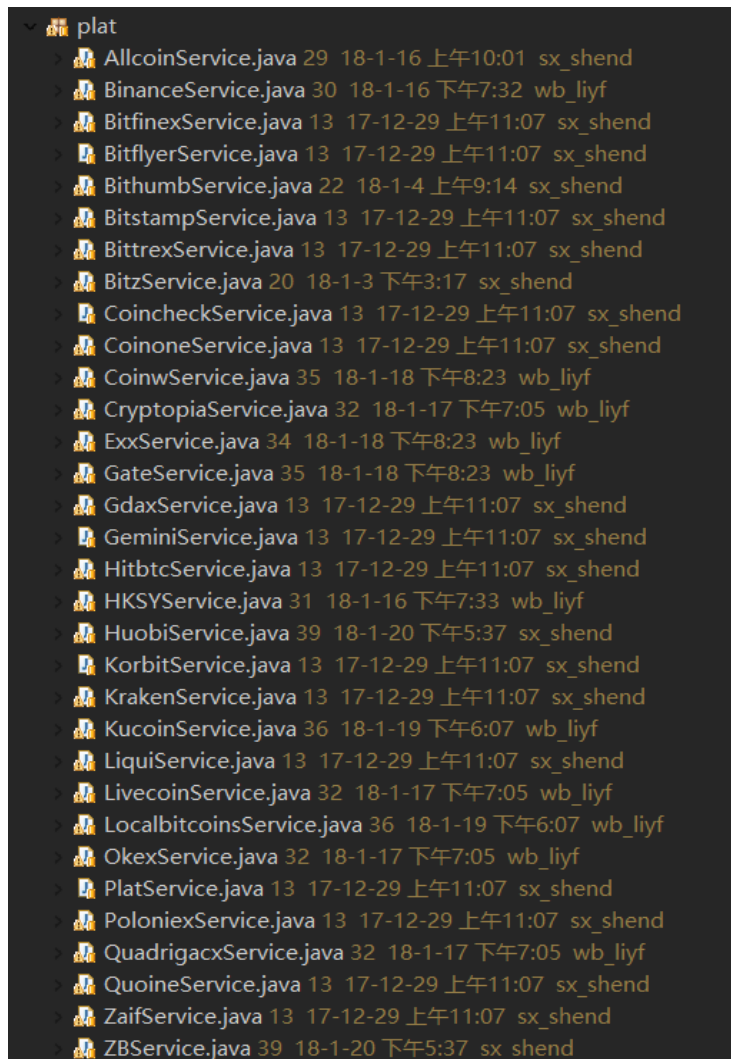 plat
AllcoinService.java 29 18-1-16 上午10:01 sx_shend
BinanceService.java 30 18-1-16 下午7:32 wb_liyf
BitfinexService.java 13 17-12-29 上午11:07 sx_shend
BitflyerService.java 13 17-12-29 上午11:07 sx_shend
BithumbService.java 22 18-1-4 上午9:14 sx_shend
BitstampService.java 13 17-12-29 上午11:07 sx_shend
BittrexService.java 13 17-12-29 上午11:07 sx_shend
BitzService.java 20 18-1-3 下午3:17 sx_shend
CoincheckService.java 13 17-12-29 上午11:07 sx_shend
CoinoneService.java 13 17-12-29 上午11:07 sx_shend
CoinwService.java 35 18-1-18 下午8:23 wb_liyf
CryptopiaService.java 32 18-1-17 下午7:05 wb_liyf
ExxService.java 34 18-1-18 下午8:23 wb_liyf
GateService.java 35 18-1-18 下午8:23 wb_liyf
GdaxService.java 13 17-12-29 上午11:07 sx_shend
GeminiService.java 13 17-12-29 上午11:07 sx_shend
HitbtcService.java 13 17-12-29 上午11:07 sx_shend
HKSYService.java 31 18-1-16 下午7:33 wb_liyf
HuobiService.java 39 18-1-20 下午5:37 sx_shend
KorbitService.java 13 17-12-29 上午11:07 sx_shend
KrakenService.java 13 17-12-29 上午11:07 sx_shend
KucoinService.java 36 18-1-19 下午6:07 wb_liyf
LiquiService.java 13 17-12-29 上午11:07 sx_shend
LivecoinService.java 32 18-1-17 下午7:05 wb_liyf
LocalbitcoinsService.java 36 18-1-19 下午6:07 wb_liyf
OkexService.java 32 18-1-17 下午7:05 wb_liyf
PlatService.java 13 17-12-29 上午11:07 sx_shend
PoloniexService.java 13 17-12-29 上午11:07 sx_shend
QuadrigacxService.java 32 18-1-17 下午7:05 wb_liyf
QuoineService.java 13 17-12-29 上午11:07 sx_shend
ZaifService.java 13 17-12-29 上午11:07 sx_shend
ZBService.java 39 18-1-20 下午5:37 sx_shend